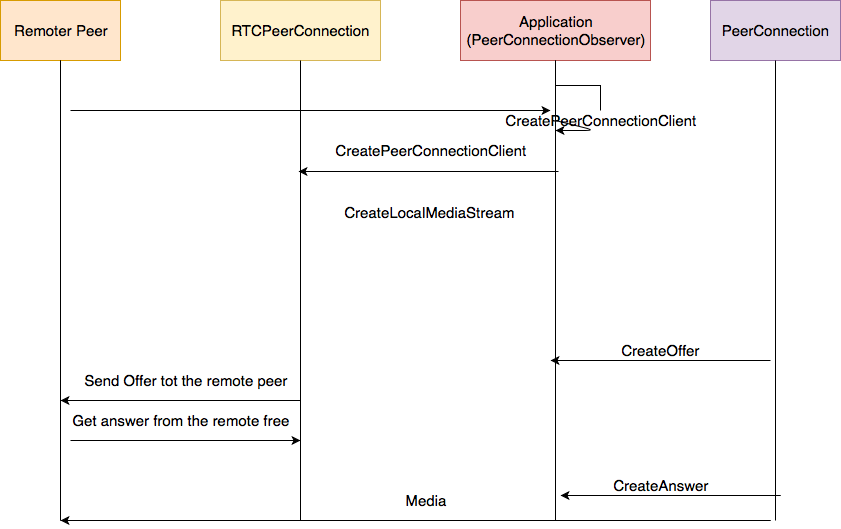 Remoter Peer
RTCPeerConnection
Application
(PeerConnectionObserver)
PeerConnection
CreatePeerConnectionClient
CreatePeerConnectionClient
CreateLocalMediaStream
CreateOffer
Send Offer tot the remote peer
Get answer from the remote free
CreateAnswer
Media